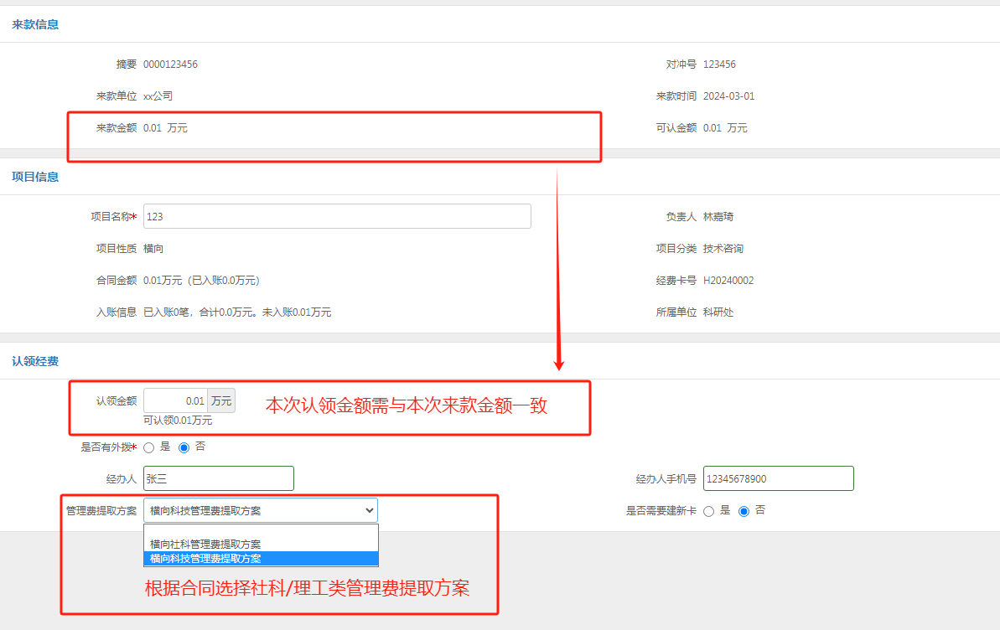 来款信息
摘要 0000123456 对冲号 123456
来款单位 xx公司 来款时间 2024-03-01
来款金额 0.01 万元 可认金额 0.01 万元
项目信息
项目名称* 123 负责人 林嘉琦
项目性质 横向 项目分类 技术咨询
合同金额 0.01万元（已入账0.0万元） 经费卡号 H20240002
入账信息 已入账0笔，合计0.0万元。未入账0.01万元 所属单位 科研处
认领经费
认领金额 0.01 万元 本次认领金额需与本次来款金额一致
可认领0.01万元
是否有外拨* 是 否
经办人 张三 经办人手机号 12345678900
管理费提取方案 横向科技管理费提取方案 是否需要建新卡 是 否
横向社科管理费提取方案
横向科技管理费提取方案
根据合同选择社科/理工类管理费提取方案